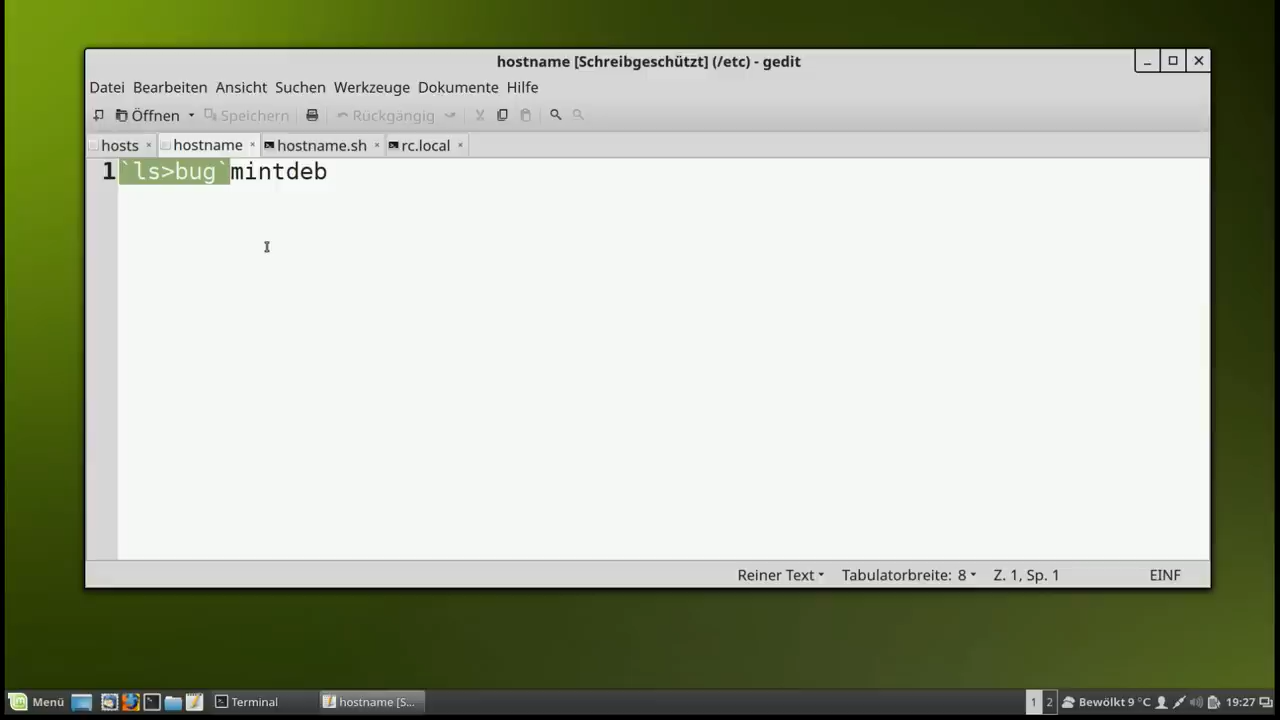 hostname [Schreibgeschützt] (/etc) - gedit
Datei Bearbeiten Ansicht Suchen Werkzeuge Dokumente Hilfe
Öffnen Speichern Rückgängig
hosts hostname hostname.sh rc.local
1 `ls>bug`mintdeb
Reiner Text Tabulatorbreite: 8 Z. 1, Sp. 1 EINF
Menü Terminal hostname [S... 1 2 Bewölkt 9 °C 19:27